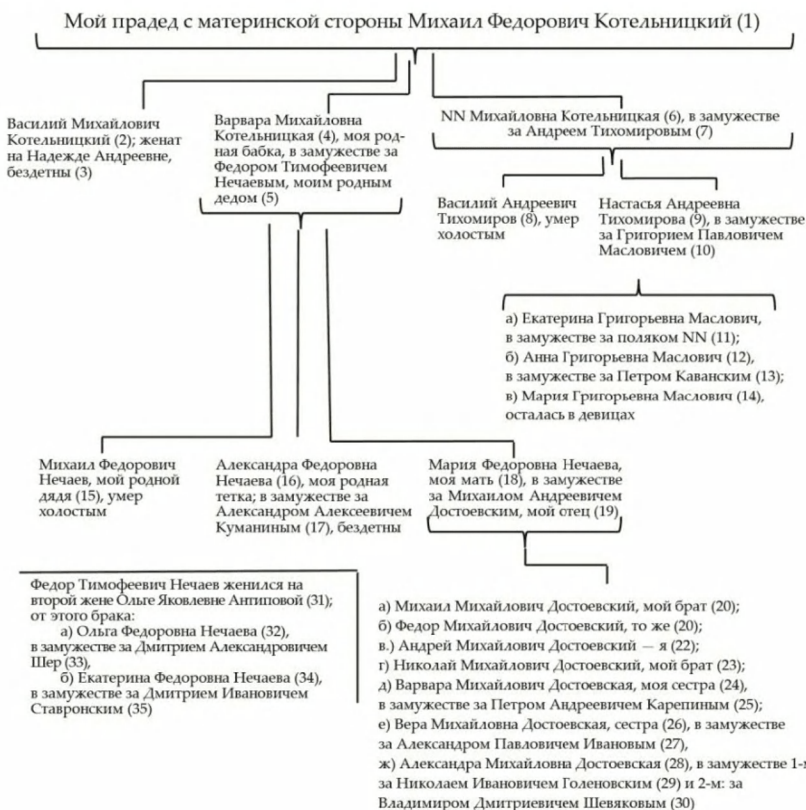 Мой прадед с материнской стороны Михаил Федорович Котельницкий (1)
Василий Михайлович
Котельницкий (2); женат
на Надежде Андреевне,
бездетны (3)
Варвара Михайловна
Котельницкая (4), моя род-
ная бабка, в замужестве за
Федором Тимофеевичем
Нечаевым, моим родным
дедом (5)
NN Михайловна Котельницкая (6), в замужестве
за Андреем Тихомировым (7)
Василий Андреевич
Тихомиров (8), умер
холостым
Настасья Андреевна
Тихомирова (9), в замужестве
за Григорием Павловичем
Масловичем (10)
а) Екатерина Григорьевна Маслович,
в замужестве за поляком NN (11);
б) Анна Григорьевна Маслович (12),
в замужестве за Петром Каванским (13);
в) Мария Григорьевна Маслович (14),
осталась в девицах
Михаил Федорович
Нечаев, мой родной
дядя (15), умер
холостым
Александра Федоровна
Нечаева (16), моя родная
тетка; в замужестве за
Александром Алексеевичем
Куманиным (17), бездетны
Мария Федоровна Нечаева,
моя мать (18), в замужестве
за Михаилом Андреевичем
Достоевским, мой отец (19)
Федор Тимофеевич Нечаев женился на
второй жене Ольге Яковлевне Антиповой (31);
от этого брака:
а) Ольга Федоровна Нечаева (32),
в замужестве за Дмитрием Александровичем
Шер (33),
б) Екатерина Федоровна Нечаева (34),
в замужестве за Дмитрием Ивановичем
Ставронским (35)
а) Михаил Михайлович Достоевский, мой брат (20);
б) Федор Михайлович Достоевский, то же (20);
в.) Андрей Михайлович Достоевский — я (22);
г) Николай Михайлович Достоевский, мой брат (23);
д) Варвара Михайловна Достоевская, моя сестра (24),
в замужестве за Петром Андреевичем Карепиным (25);
е) Вера Михайловна Достоевская, сестра (26), в замужестве
за Александром Павловичем Ивановым (27),
ж) Александра Михайловна Достоевская (28), в замужестве 1-м
за Николаем Ивановичем Голеновским (29) и 2-м: за
Владимиром Дмитриевичем Шевяковым (30)